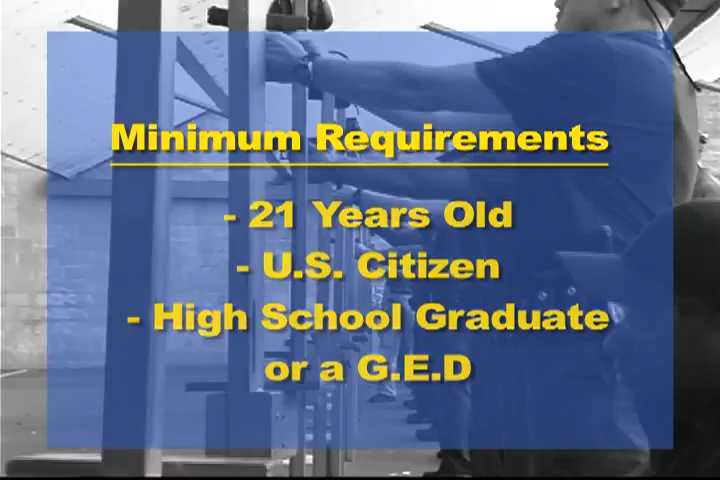 Minimum Requirements
- 21 Years Old
- U.S. Citizen
- High School Graduate
or a G.E.D